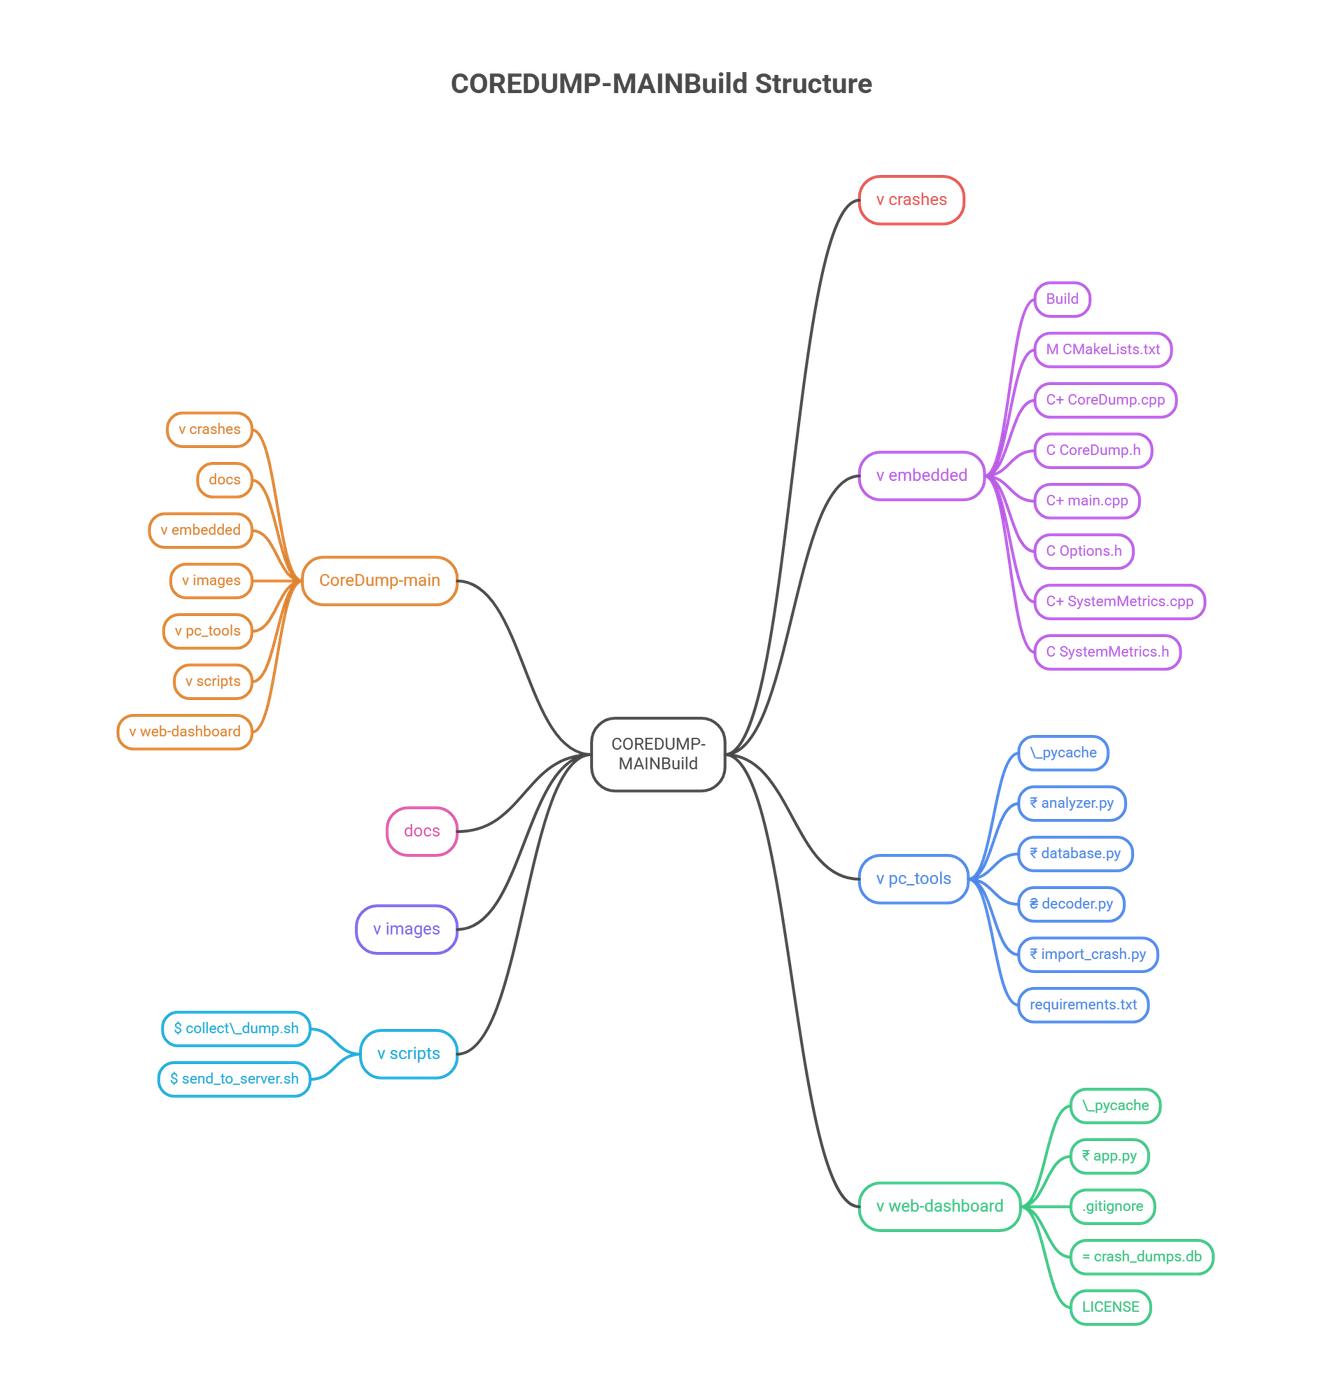 COREDUMP-MAINBuild Structure
v crashes
docs
v embedded
v images
v pc_tools
v scripts
v web-dashboard
CoreDump-main
docs
v images
$ collect\_dump.sh
$ send_to_server.sh
v scripts
COREDUMP-
MAINBuild
v crashes
v embedded
Build
M CMakeLists.txt
C+ CoreDump.cpp
C CoreDump.h
C+ main.cpp
C Options.h
C+ SystemMetrics.cpp
C SystemMetrics.h
v pc_tools
\_pycache
₹ analyzer.py
₹ database.py
₴ decoder.py
₹ import_crash.py
requirements.txt
v web-dashboard
\_pycache
₹ app.py
.gitignore
= crash_dumps.db
LICENSE